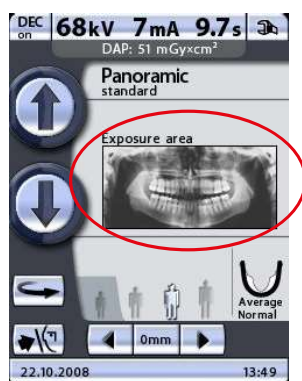 DEC on 68kV 7mA 9.7s
DAP: 51 mGy×cm²
Panoramic
standard
Exposure area
Average
Normal
0mm
22.10.2008 13:49